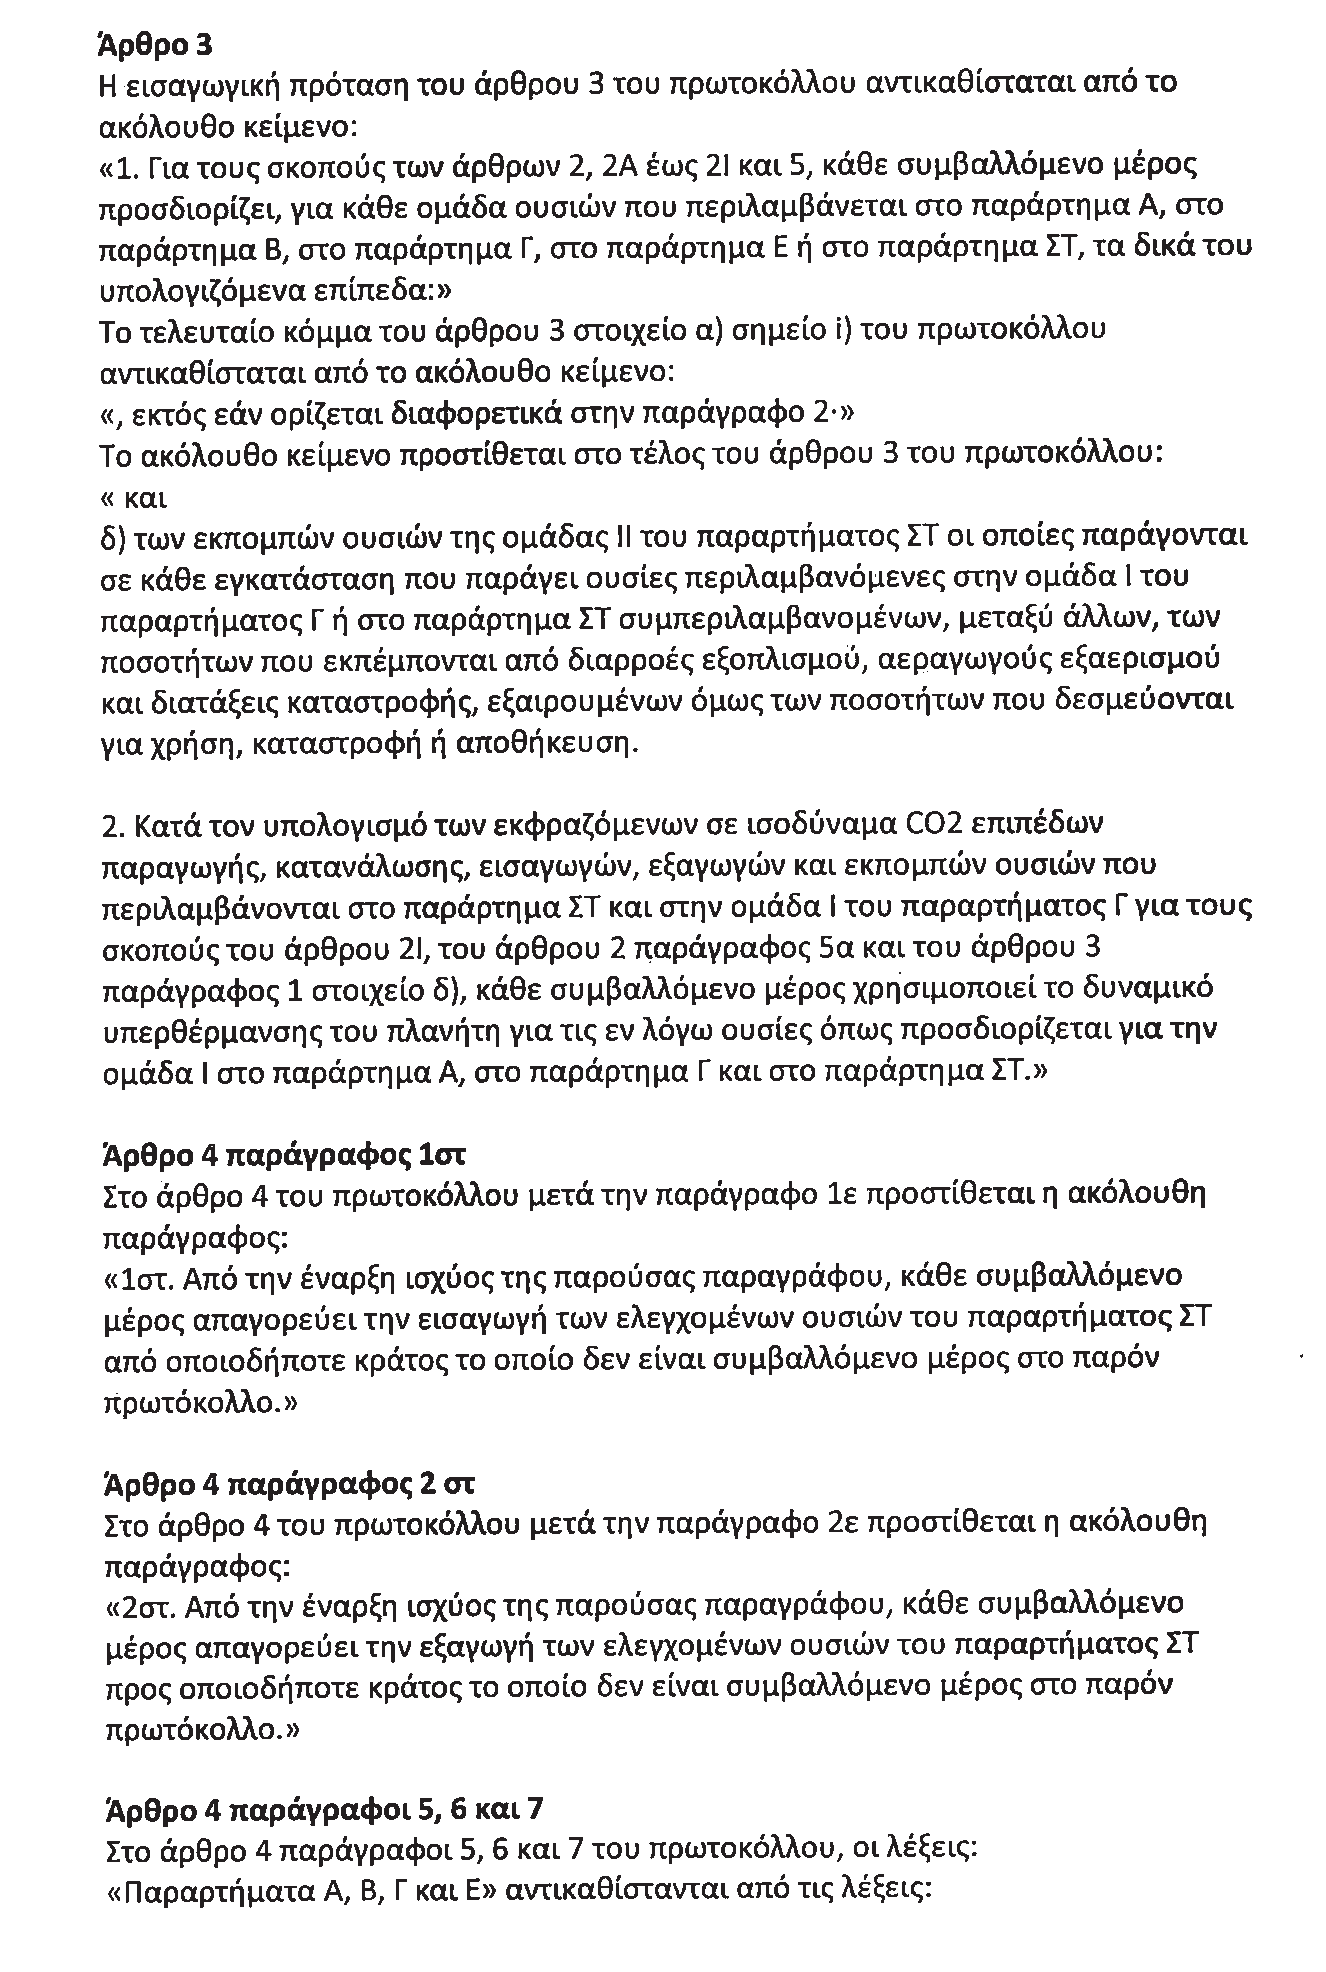 Άρθρο 3
Η εισαγωγική πρόταση του άρθρου 3 του πρωτοκόλλου αντικαθίσταται από το
ακόλουθο κείμενο:
«1. Για τους σκοπούς των άρθρων 2, 2Α έως 2Ι και 5, κάθε συμβαλλόμενο μέρος
προσδιορίζει, για κάθε ομάδα ουσιών που περιλαμβάνεται στο παράρτημα Α, στο
παράρτημα Β, στο παράρτημα Γ, στο παράρτημα Ε ή στο παράρτημα ΣΤ, τα δικά του
υπολογιζόμενα επίπεδα:»
Το τελευταίο κόμμα του άρθρου 3 στοιχείο α) σημείο i) του πρωτοκόλλου
αντικαθίσταται από το ακόλουθο κείμενο:
«, εκτός εάν ορίζεται διαφορετικά στην παράγραφο 2·»
Το ακόλουθο κείμενο προστίθεται στο τέλος του άρθρου 3 του πρωτοκόλλου:
« και
δ) των εκπομπών ουσιών της ομάδας ΙΙ του παραρτήματος ΣΤ οι οποίες παράγονται
σε κάθε εγκατάσταση που παράγει ουσίες περιλαμβανόμενες στην ομάδα Ι του
παραρτήματος Γ ή στο παράρτημα ΣΤ συμπεριλαμβανομένων, μεταξύ άλλων, των
ποσοτήτων που εκπέμπονται από διαρροές εξοπλισμού, αεραγωγούς εξαερισμού
και διατάξεις καταστροφής, εξαιρουμένων όμως των ποσοτήτων που δεσμεύονται
για χρήση, καταστροφή ή αποθήκευση.
2. Κατά τον υπολογισμό των εκφραζόμενων σε ισοδύναμα CO2 επιπέδων
παραγωγής, κατανάλωσης, εισαγωγών, εξαγωγών και εκπομπών ουσιών που
περιλαμβάνονται στο παράρτημα ΣΤ και στην ομάδα Ι του παραρτήματος Γ για τους
σκοπούς του άρθρου 2Ι, του άρθρου 2 παράγραφος 5α και του άρθρου 3
παράγραφος 1 στοιχείο δ), κάθε συμβαλλόμενο μέρος χρησιμοποιεί το δυναμικό
υπερθέρμανσης του πλανήτη για τις εν λόγω ουσίες όπως προσδιορίζεται για την
ομάδα Ι στο παράρτημα Α, στο παράρτημα Γ και στο παράρτημα ΣΤ.»
Άρθρο 4 παράγραφος 1στ
Στο άρθρο 4 του πρωτοκόλλου μετά την παράγραφο 1ε προστίθεται η ακόλουθη
παράγραφος:
«1στ. Από την έναρξη ισχύος της παρούσας παραγράφου, κάθε συμβαλλόμενο
μέρος απαγορεύει την εισαγωγή των ελεγχομένων ουσιών του παραρτήματος ΣΤ
από οποιοδήποτε κράτος το οποίο δεν είναι συμβαλλόμενο μέρος στο παρόν
πρωτόκολλο.»
Άρθρο 4 παράγραφος 2 στ
Στο άρθρο 4 του πρωτοκόλλου μετά την παράγραφο 2ε προστίθεται η ακόλουθη
παράγραφος:
«2στ. Από την έναρξη ισχύος της παρούσας παραγράφου, κάθε συμβαλλόμενο
μέρος απαγορεύει την εξαγωγή των ελεγχομένων ουσιών του παραρτήματος ΣΤ
προς οποιοδήποτε κράτος το οποίο δεν είναι συμβαλλόμενο μέρος στο παρόν
πρωτόκολλο.»
Άρθρο 4 παράγραφοι 5, 6 και 7
Στο άρθρο 4 παράγραφοι 5, 6 και 7 του πρωτοκόλλου, οι λέξεις:
«Παραρτήματα Α, Β, Γ και Ε» αντικαθίστανται από τις λέξεις: